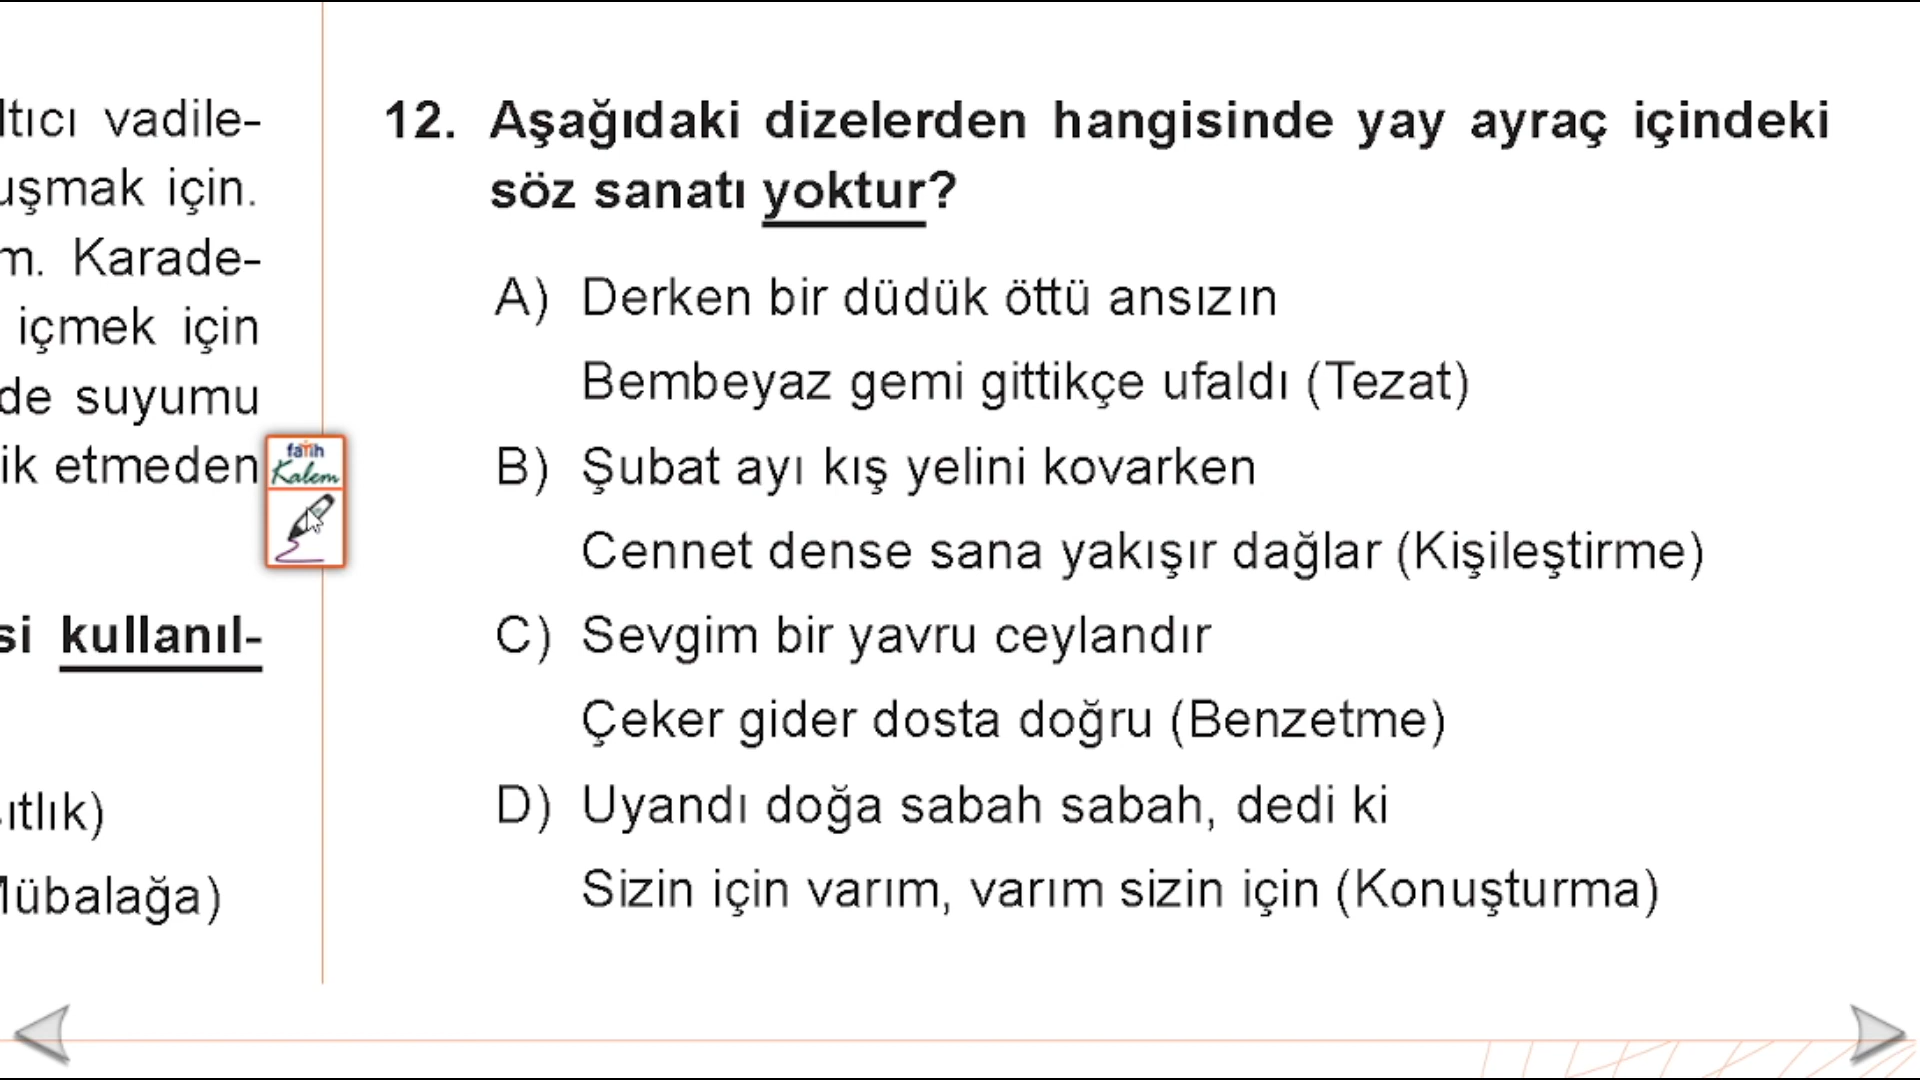 ltıcı vadile-
uşmak için.
m. Karade-
içmek için
de suyumu
ik etmeden
si kullanıl-
ıtlık)
Mübalağa)
fatih
Kalem
12. Aşağıdaki dizelerden hangisinde yay ayraç içindeki
söz sanatı yoktur?
A) Derken bir düdük öttü ansızın
Bembeyaz gemi gittikçe ufaldı (Tezat)
B) Şubat ayı kış yelini kovarken
Cennet dense sana yakışır dağlar (Kişileştirme)
C) Sevgim bir yavru ceylandır
Çeker gider dosta doğru (Benzetme)
D) Uyandı doğa sabah sabah, dedi ki
Sizin için varım, varım sizin için (Konuşturma)